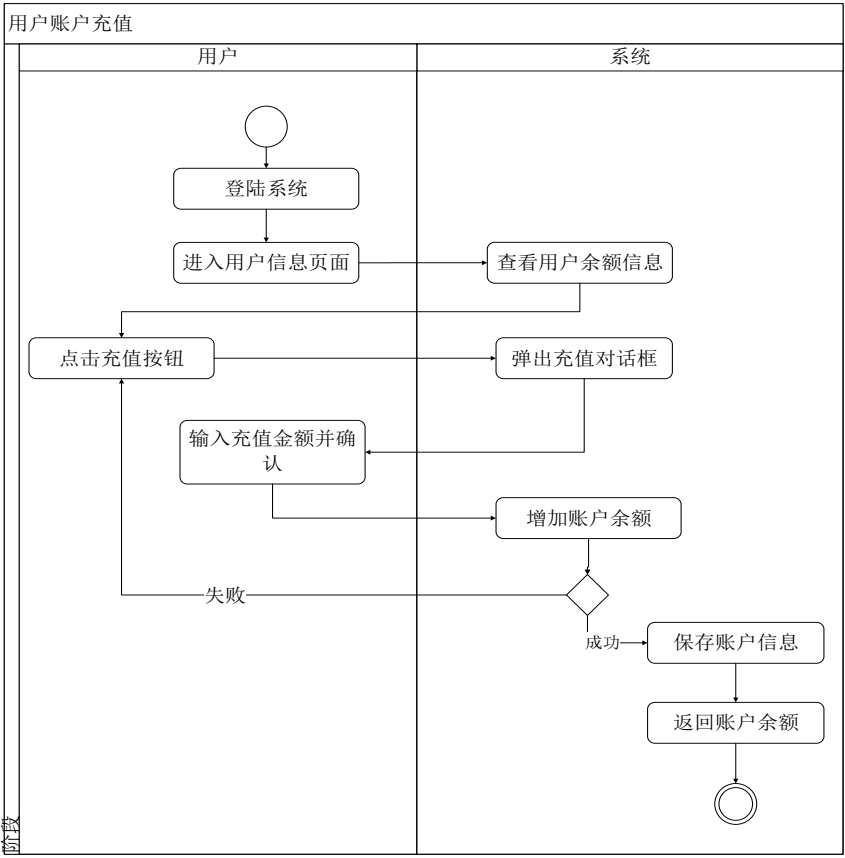 用户账户充值
用户
系统
登陆系统
进入用户信息页面
查看用户余额信息
点击充值按钮
弹出充值对话框
输入充值金额并确
认
增加账户余额
失败
成功
保存账户信息
返回账户余额
阶段